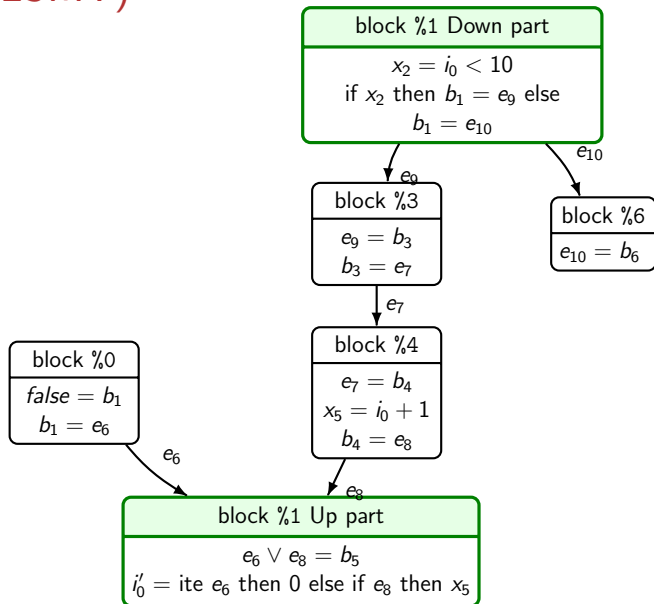 block %1 Down part
x₂ = i₀ < 10
if x₂ then b₁ = e₉ else
b₁ = e₁₀
e₉
e₁₀
block %3
e₉ = b₃
b₃ = e₇
block %6
e₁₀ = b₆
e₇
block %4
e₇ = b₄
x₅ = i₀ + 1
b₄ = e₈
block %0
false = b₁
b₁ = e₆
e₆
e₈
block %1 Up part
e₆ ∨ e₈ = b₅
i₀′ = ite e₆ then 0 else if e₈ then x₅